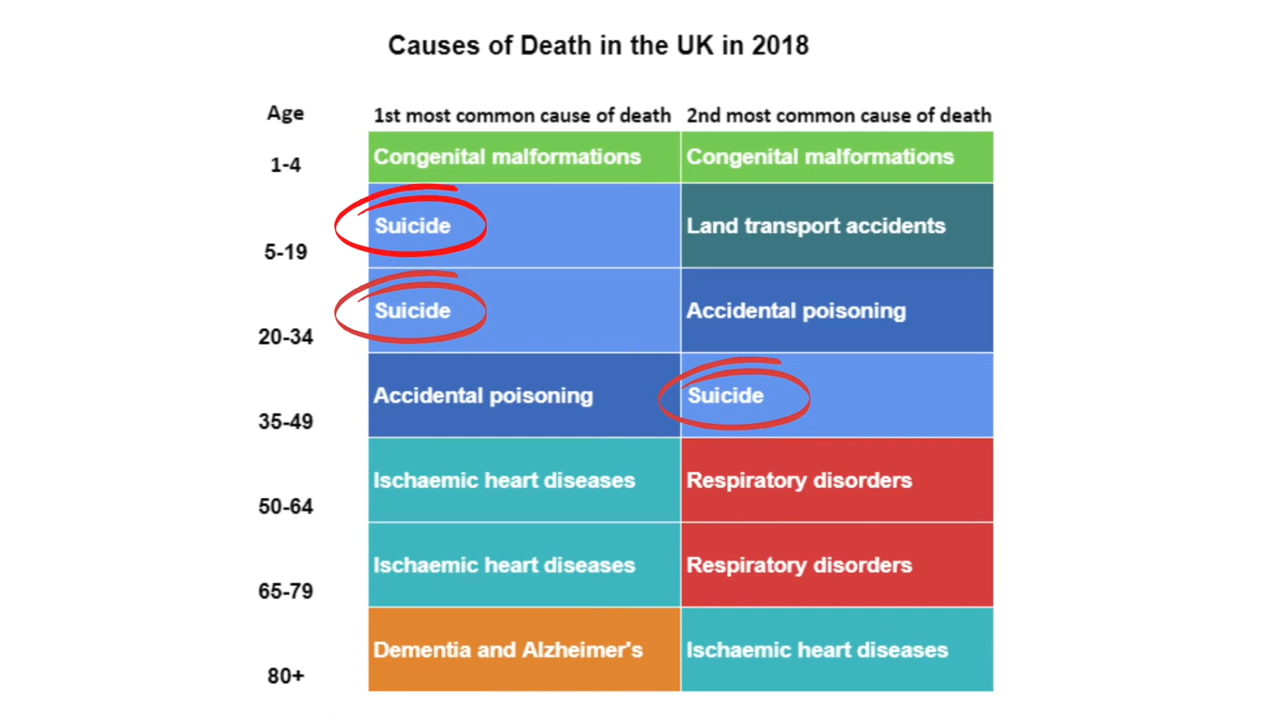 Causes of Death in the UK in 2018
Age 1st most common cause of death 2nd most common cause of death
1-4 Congenital malformations Congenital malformations
5-19 Suicide Land transport accidents
20-34 Suicide Accidental poisoning
35-49 Accidental poisoning Suicide
50-64 Ischaemic heart diseases Respiratory disorders
65-79 Ischaemic heart diseases Respiratory disorders
80+ Dementia and Alzheimer's Ischaemic heart diseases